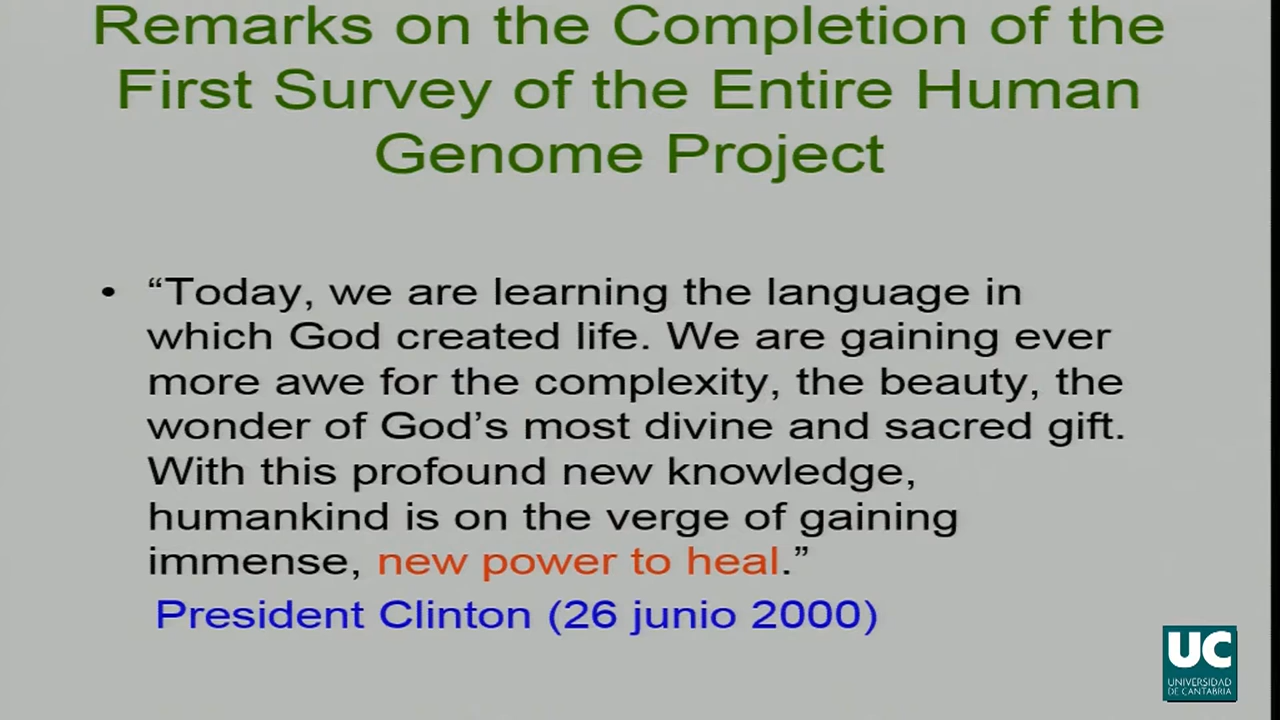 Remarks on the Completion of the
First Survey of the Entire Human
Genome Project
• “Today, we are learning the language in
which God created life. We are gaining ever
more awe for the complexity, the beauty, the
wonder of God’s most divine and sacred gift.
With this profound new knowledge,
humankind is on the verge of gaining
immense, new power to heal.”
President Clinton (26 junio 2000)
UC
UNIVERSIDAD
DE CANTABRIA